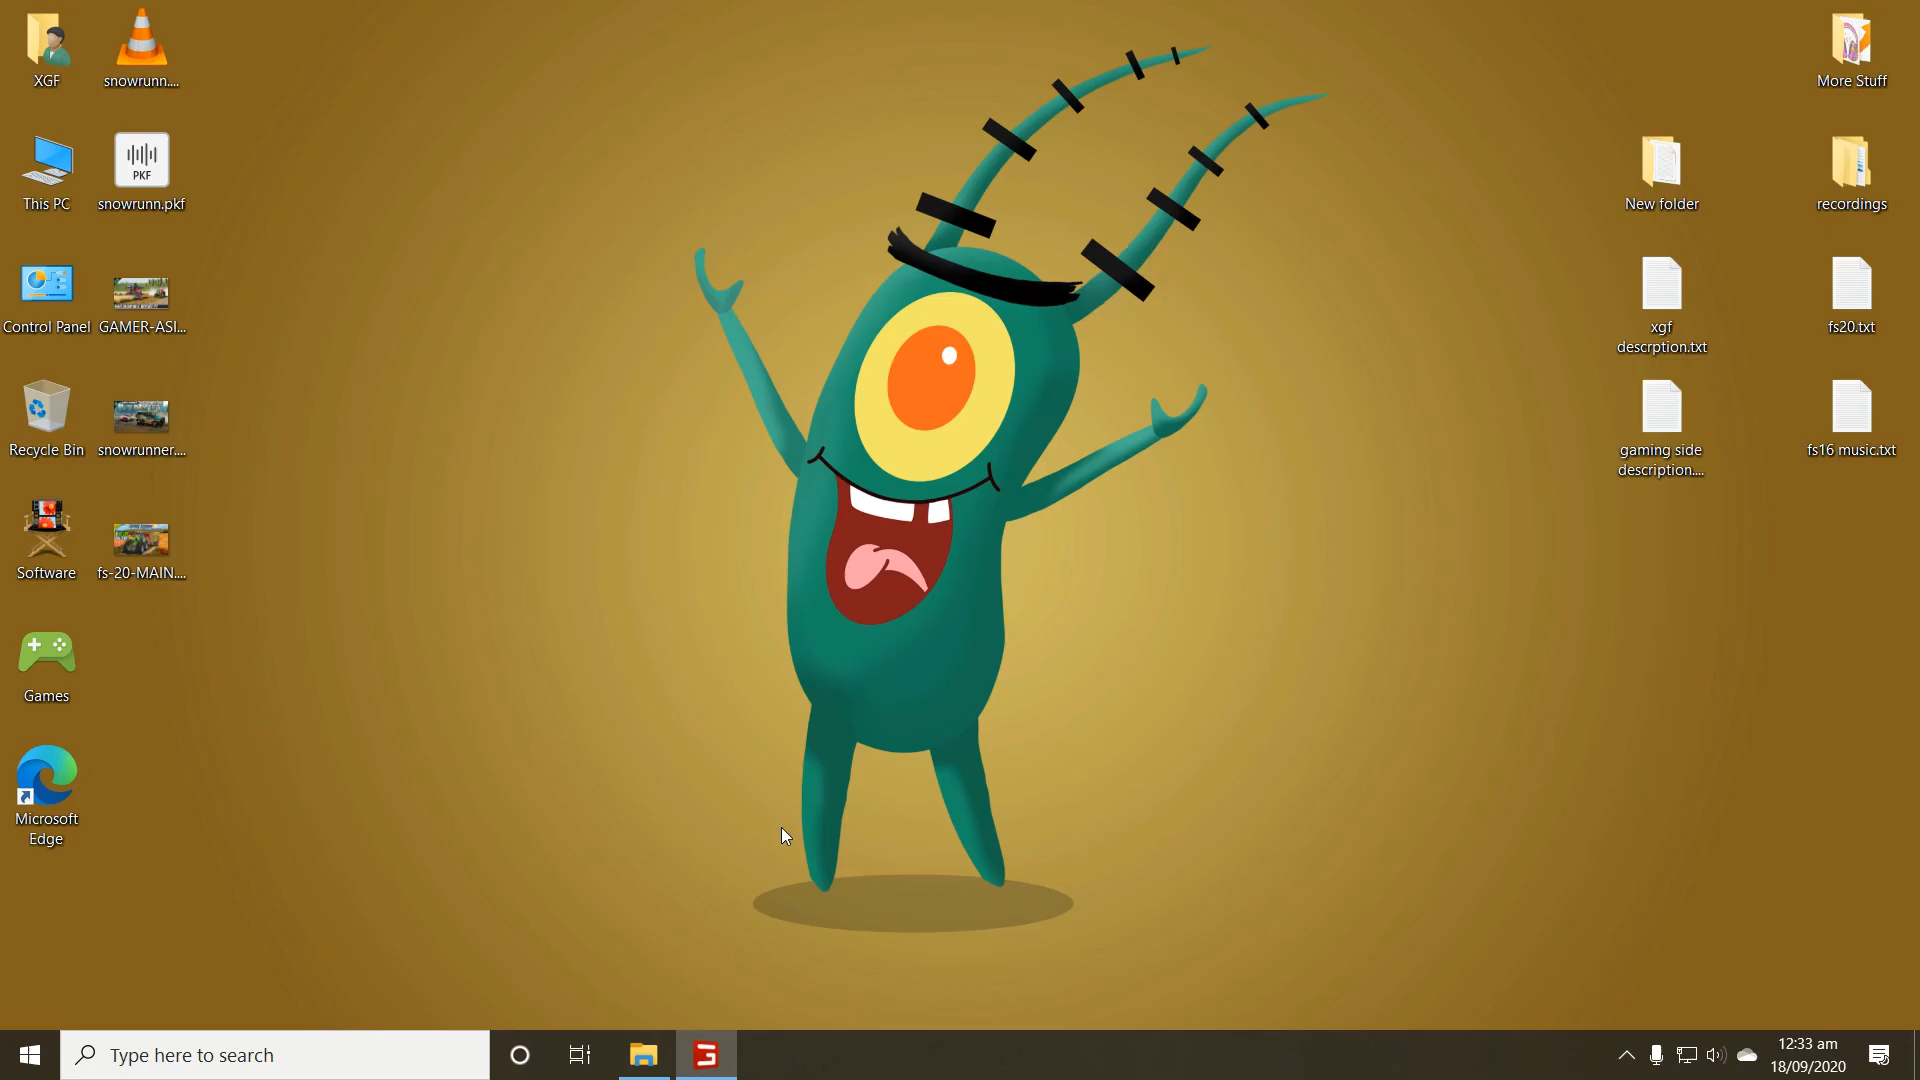 XGF
snowrunn....
More Stuff
PKF
This PC
snowrunn.pkf
New folder
recordings
Control Panel
GAMER-ASI...
xgf
descrption.txt
fs20.txt
Recycle Bin
snowrunner....
gaming side
description....
fs16 music.txt
Software
fs-20-MAIN....
Games
Microsoft
Edge
Type here to search
12:33 am
18/09/2020